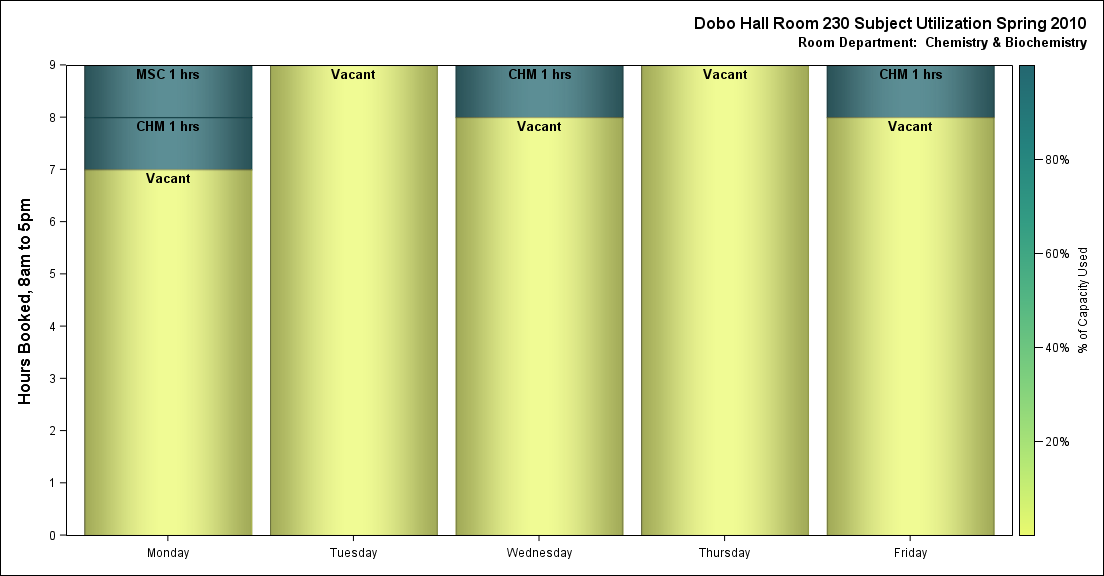 Dobo Hall Room 230 Subject Utilization Spring 2010
Room Department:  Chemistry & Biochemistry
Hours Booked, 8am to 5pm
9
8
7
6
5
4
3
2
1
0
MSC 1 hrs
CHM 1 hrs
Vacant
Vacant
CHM 1 hrs
Vacant
Vacant
CHM 1 hrs
Vacant
Monday
Tuesday
Wednesday
Thursday
Friday
80%
60%
40%
20%
% of Capacity Used